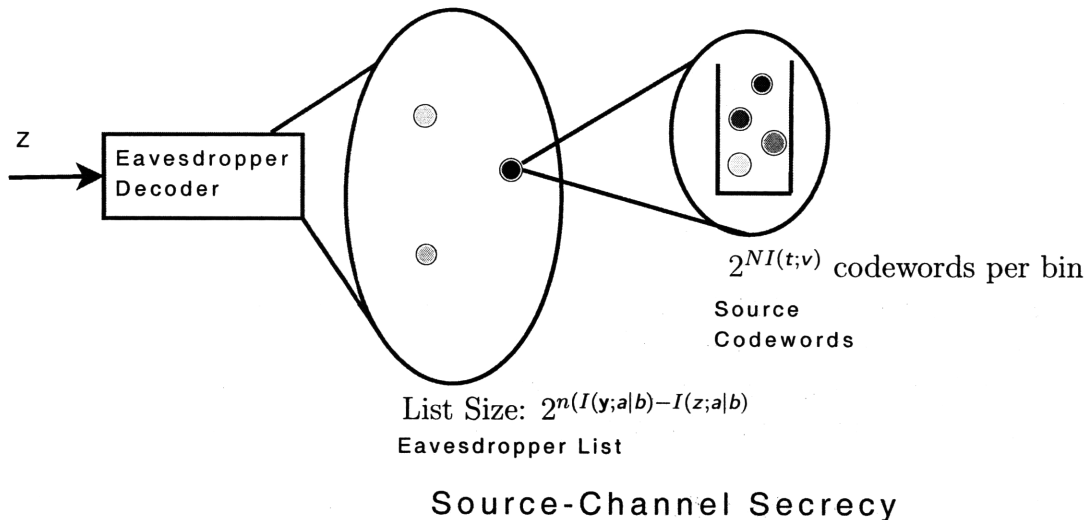 z
Eavesdropper
Decoder
2^{NI(t;v)} codewords per bin
Source
Codewords
List Size: 2^{n(I(y;a|b)−I(z;a|b)}
Eavesdropper List
Source-Channel Secrecy